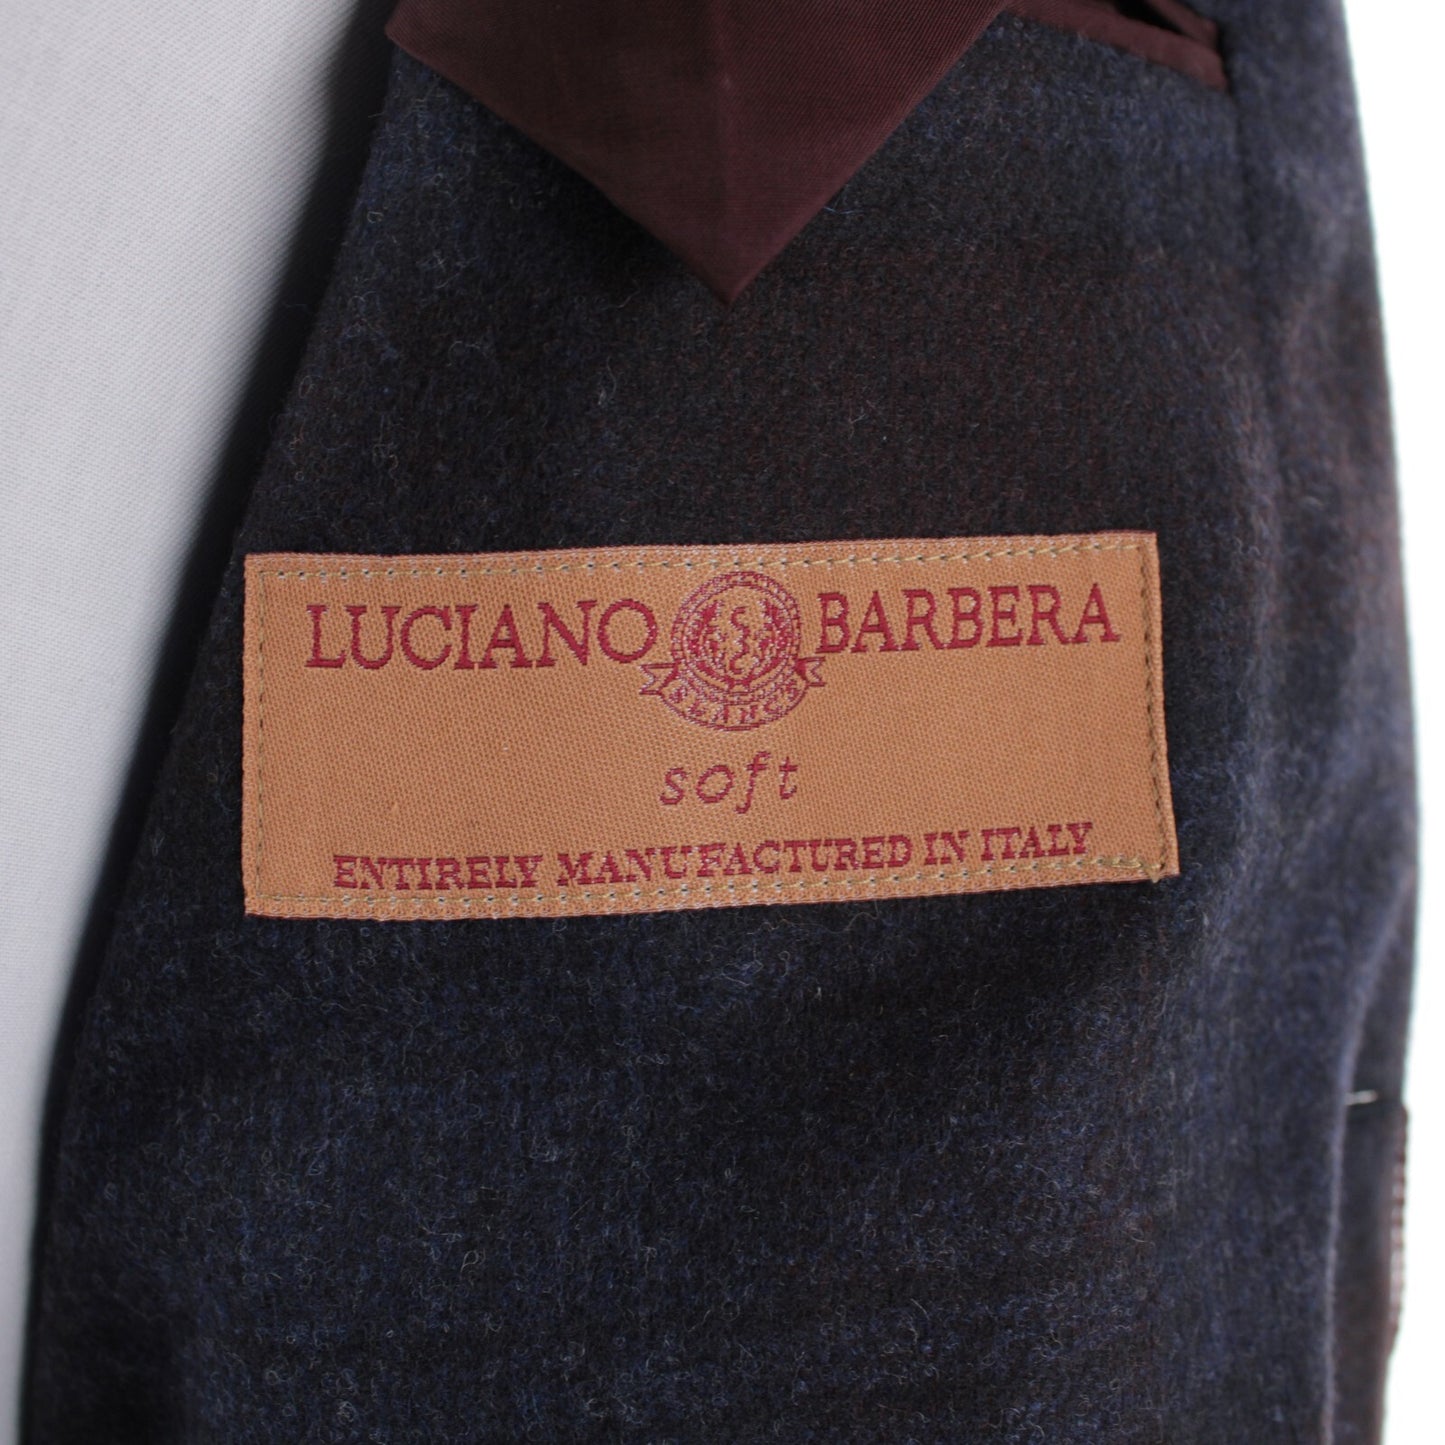 LUCIANO BARBERA
soft
ENTIRELY MANUFACTURED IN ITALY